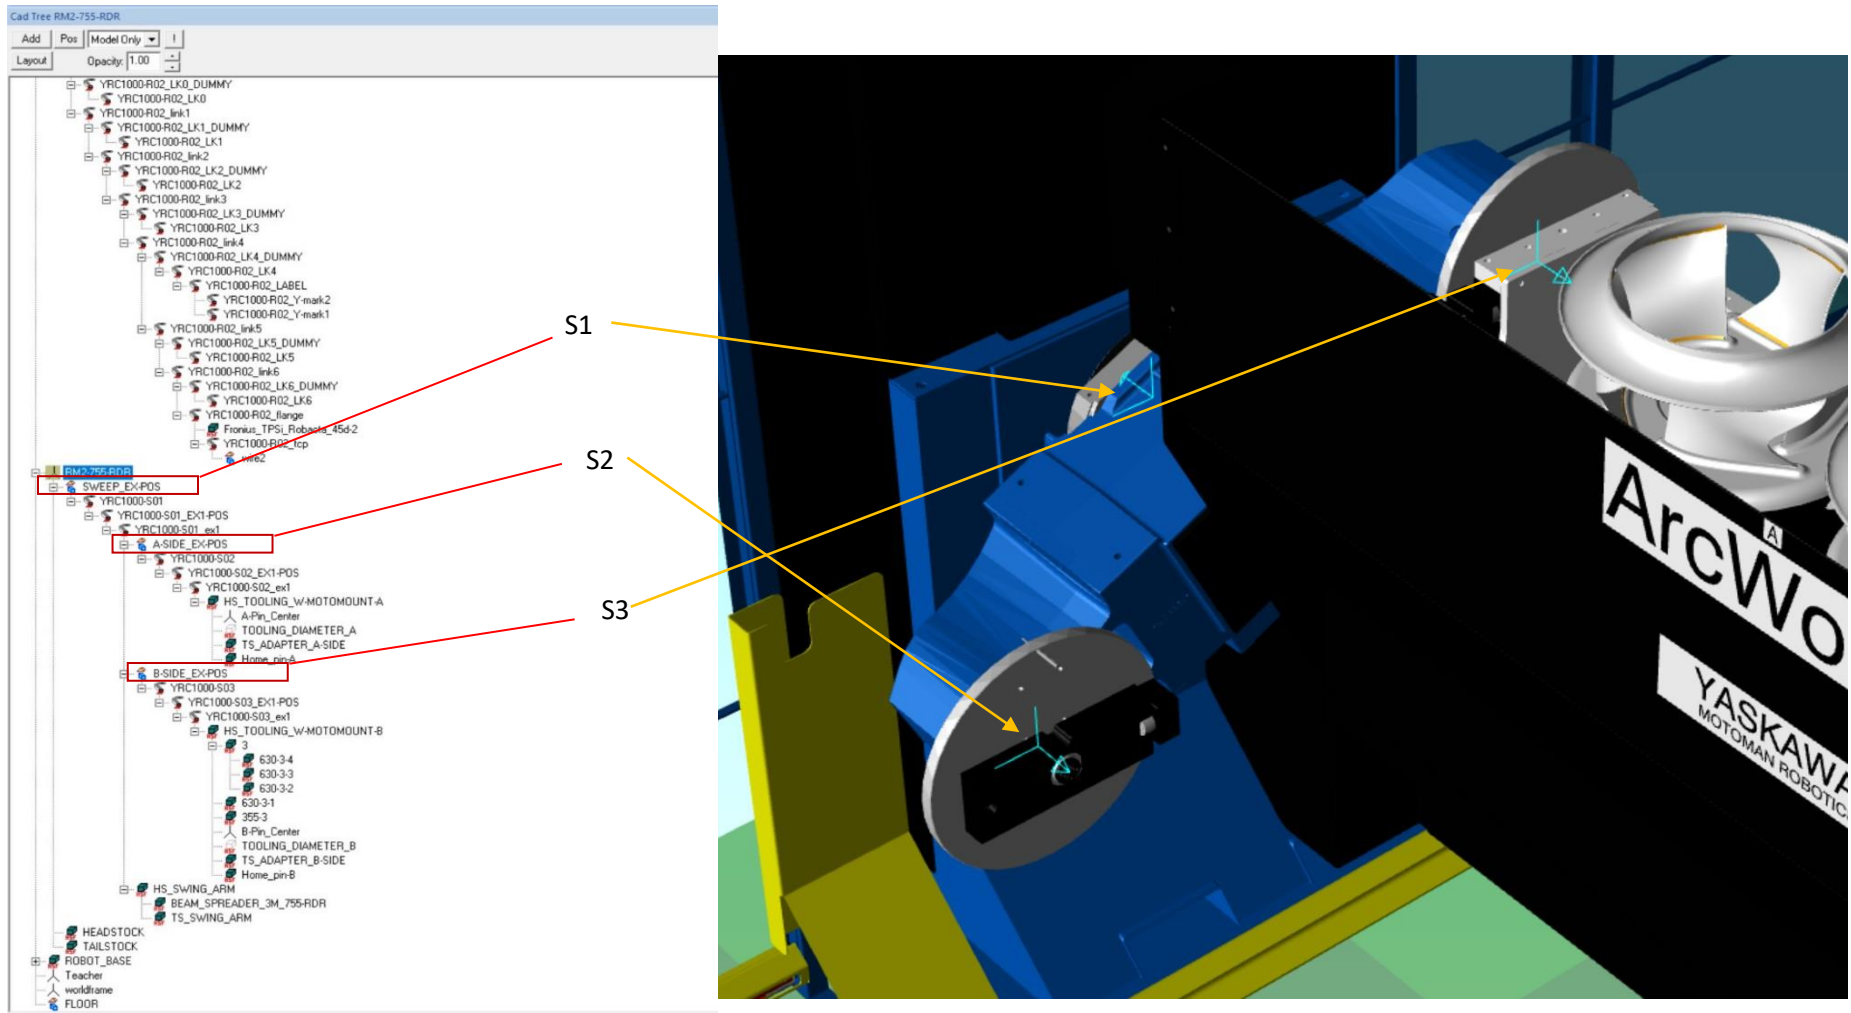 Cad Tree RM2-755-RDR
Add Pos Model Only !
Layout Opacity: 1.00
YRC1000-R02_LK0_DUMMY
YRC1000-R02_LK0
YRC1000-R02_link1
YRC1000-R02_LK1_DUMMY
YRC1000-R02_LK1
YRC1000-R02_link2
YRC1000-R02_LK2_DUMMY
YRC1000-R02_LK2
YRC1000-R02_link3
YRC1000-R02_LK3_DUMMY
YRC1000-R02_LK3
YRC1000-R02_link4
YRC1000-R02_LK4_DUMMY
YRC1000-R02_LK4
YRC1000-R02_LABEL
YRC1000-R02_Y-mark2
YRC1000-R02_Y-mark1
YRC1000-R02_link5
YRC1000-R02_LK5_DUMMY
YRC1000-R02_LK5
YRC1000-R02_link6
YRC1000-R02_LK6_DUMMY
YRC1000-R02_LK6
YRC1000-R02_flange
Fronius_TPSi_Robacta_45d-2
YRC1000-R02_tcp
wire2
RM2-755-RDR
SWEEP_EX-POS
YRC1000-S01
YRC1000-S01_EX1-POS
YRC1000-S01_ex1
A-SIDE_EX-POS
YRC1000-S02
YRC1000-S02_EX1-POS
YRC1000-S02_ex1
HS_TOOLING_W-MOTOMOUNT-A
A-Pin_Center
TOOLING_DIAMETER_A
TS_ADAPTER_A-SIDE
Home_pin-A
B-SIDE_EX-POS
YRC1000-S03
YRC1000-S03_EX1-POS
YRC1000-S03_ex1
HS_TOOLING_W-MOTOMOUNT-B
3
630-3-4
630-3-3
630-3-2
630-3-1
355-3
B-Pin_Center
TOOLING_DIAMETER_B
TS_ADAPTER_B-SIDE
Home_pin-B
HS_SWING_ARM
BEAM_SPREADER_3M_755-RDR
TS_SWING_ARM
HEADSTOCK
TAILSTOCK
ROBOT_BASE
Teacher
worldframe
FLOOR
S1
S2
S3
A
ArcWo
YASKAWA
MOTOMAN ROBOTIC